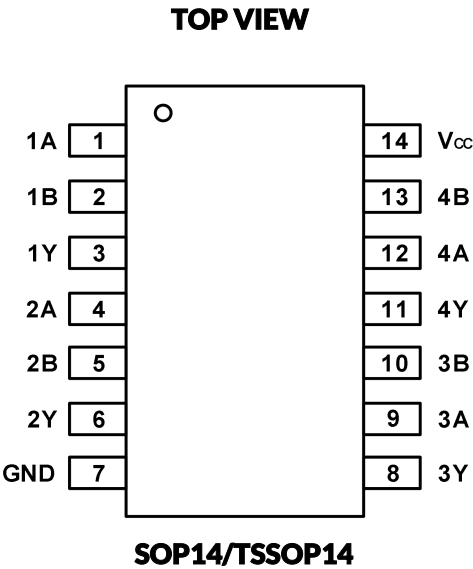 TOP VIEW
1A 1 14 VCC
1B 2 13 4B
1Y 3 12 4A
2A 4 11 4Y
2B 5 10 3B
2Y 6 9 3A
GND 7 8 3Y
SOP14/TSSOP14